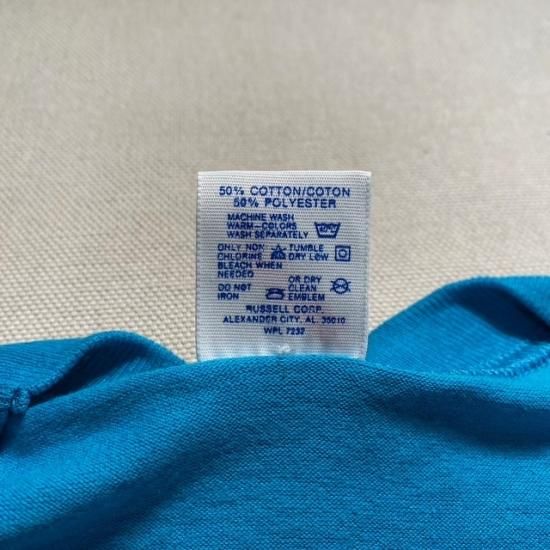 50% COTTON/COTON
50% POLYESTER
MACHINE WASH
WARM-COLORS
WASH SEPARATELY
ONLY NON TUMBLE
CHLORINE DRY LOW
BLEACH WHEN
NEEDED OR DRY
DO NOT CLEAN
IRON EMBLEM
RUSSELL CORP.
ALEXANDER CITY, AL. 35010
WPL 7237